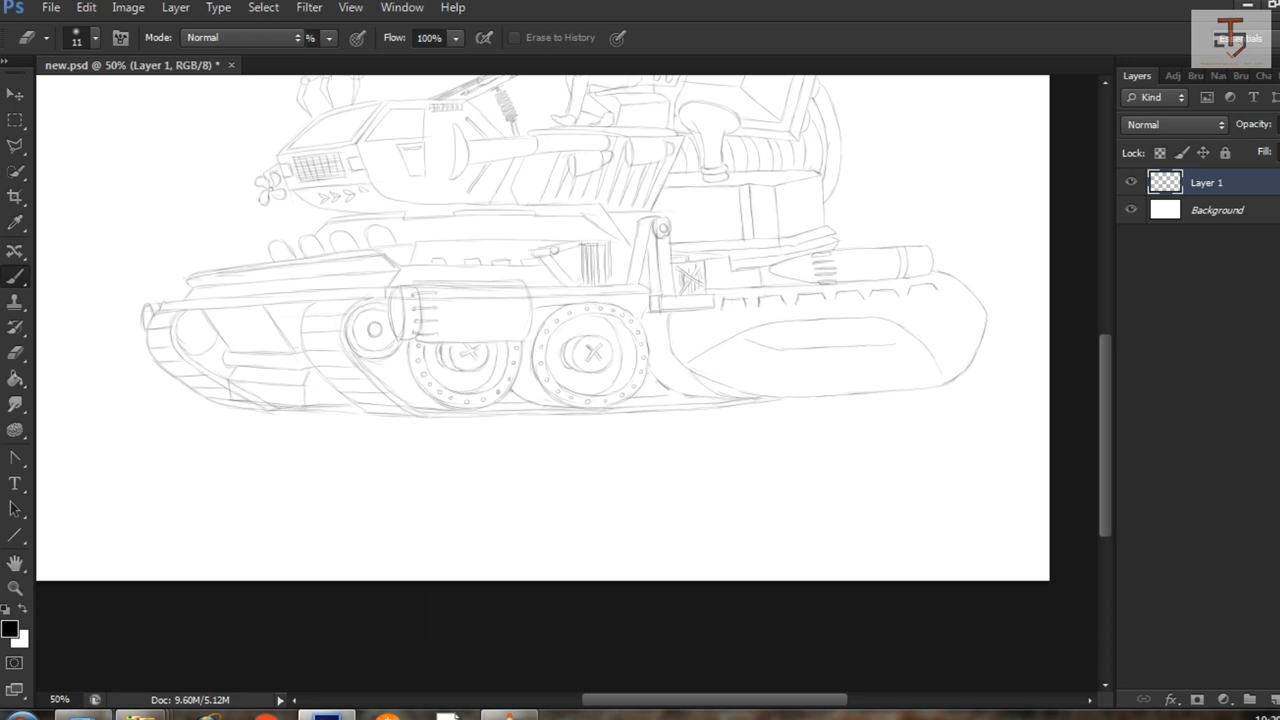 Ps File Edit Image Layer Type Select Filter View Window Help
11 Mode: Normal % Flow: 100% Erase to History
Essentials
new.psd @ 50% (Layer 1, RGB/8) * ×
Layers Adj Bru Nav Bru Cha
Kind
Normal Opacity:
Lock: Fill:
Layer 1
Background
50% Doc: 9.60M/5.12M